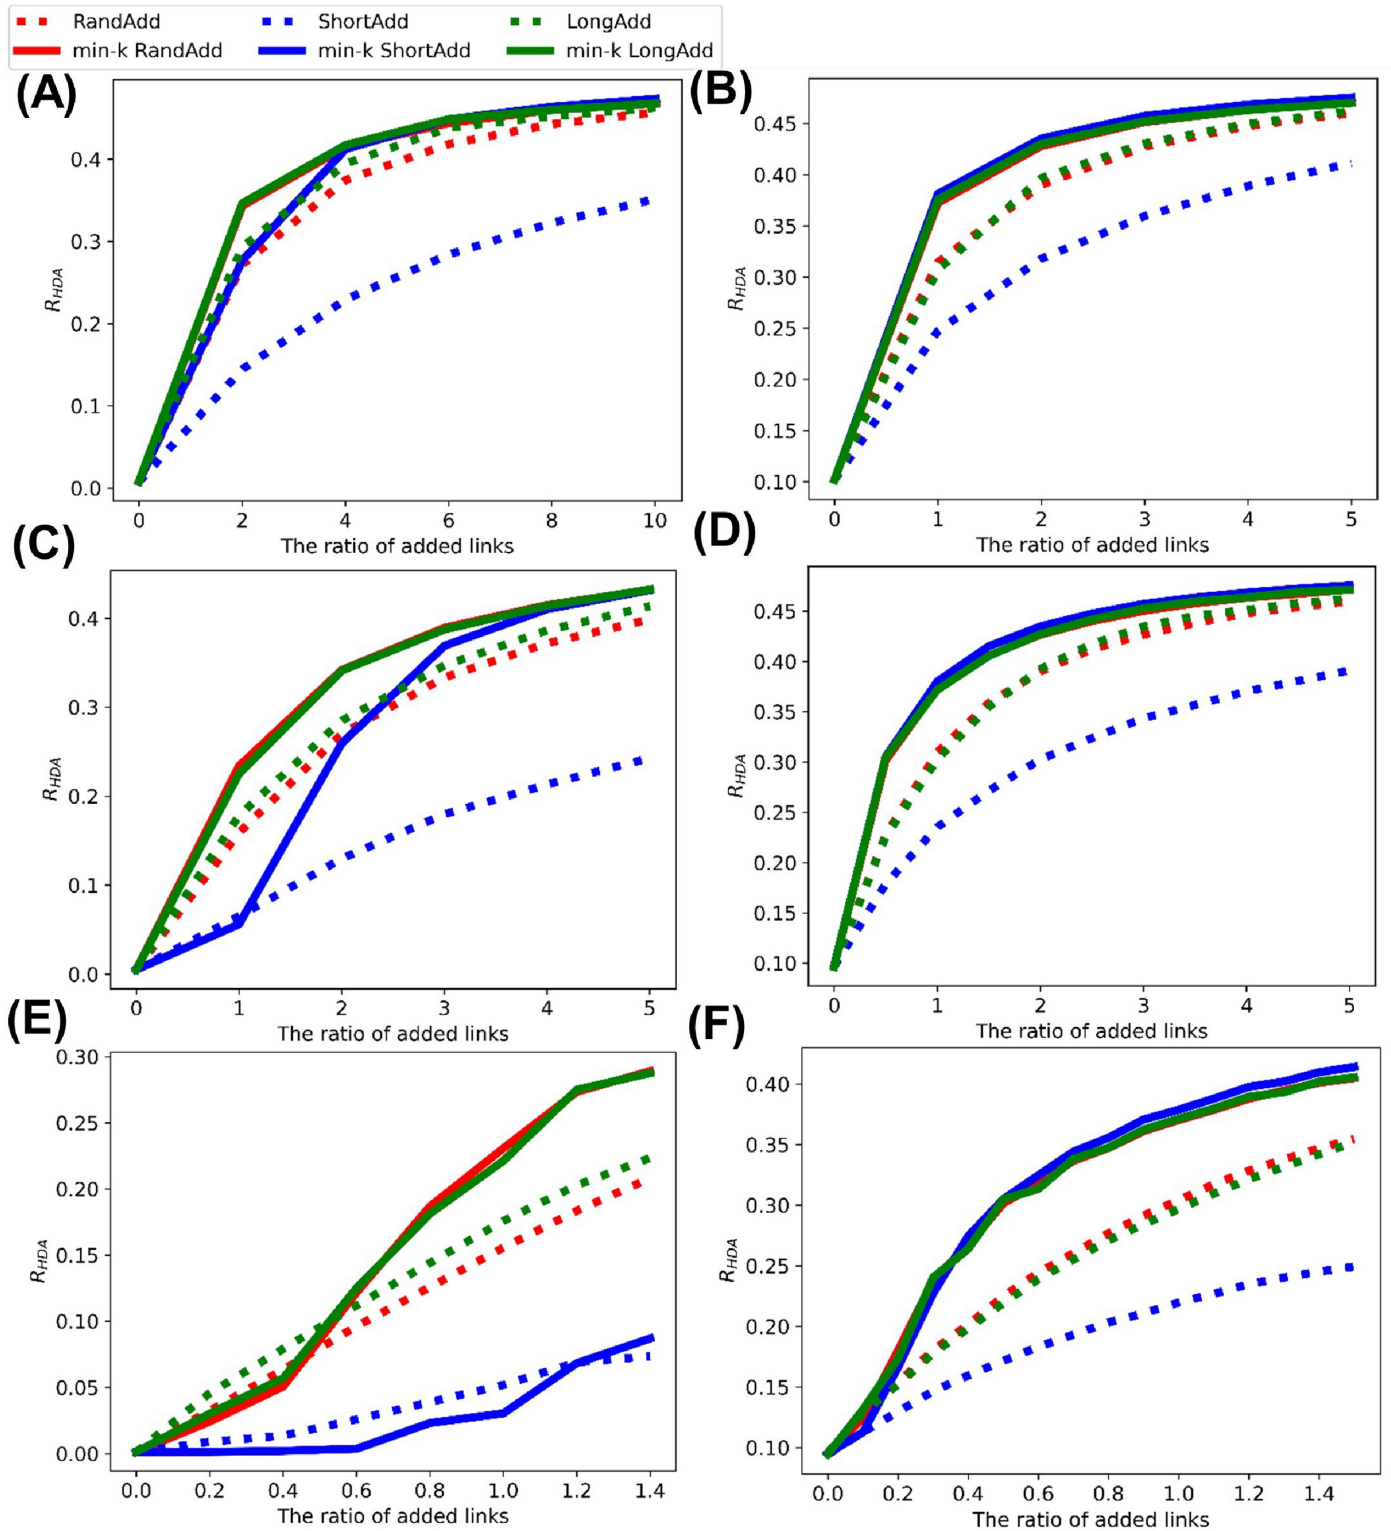 RandAdd ShortAdd LongAdd
min-k RandAdd min-k ShortAdd min-k LongAdd
(A)
R_HDA
0.4
0.3
0.2
0.1
0.0
0 2 4 6 8 10
The ratio of added links
(B)
R_HDA
0.45
0.40
0.35
0.30
0.25
0.20
0.15
0.10
0 1 2 3 4 5
The ratio of added links
(C)
R_HDA
0.4
0.3
0.2
0.1
0.0
0 1 2 3 4 5
The ratio of added links
(D)
R_HDA
0.45
0.40
0.35
0.30
0.25
0.20
0.15
0.10
0 1 2 3 4 5
The ratio of added links
(E)
R_HDA
0.30
0.25
0.20
0.15
0.10
0.05
0.00
0.0 0.2 0.4 0.6 0.8 1.0 1.2 1.4
The ratio of added links
(F)
R_HDA
0.40
0.35
0.30
0.25
0.20
0.15
0.10
0.0 0.2 0.4 0.6 0.8 1.0 1.2 1.4
The ratio of added links